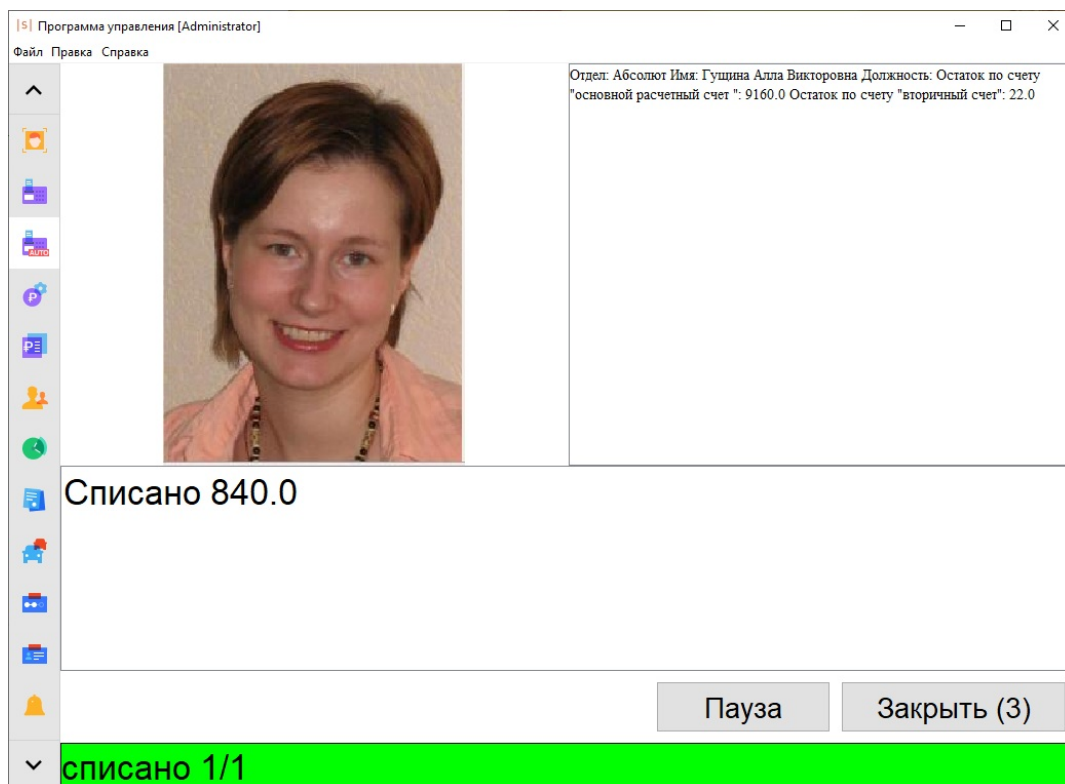 |S| Программа управления [Administrator]
Файл Правка Справка
Отдел: Абсолют Имя: Гущина Алла Викторовна Должность: Остаток по счету
"основной расчетный счет ": 9160.0 Остаток по счету "вторичный счет": 22.0
AUTO
Списано 840.0
Пауза Закрыть (3)
списано 1/1